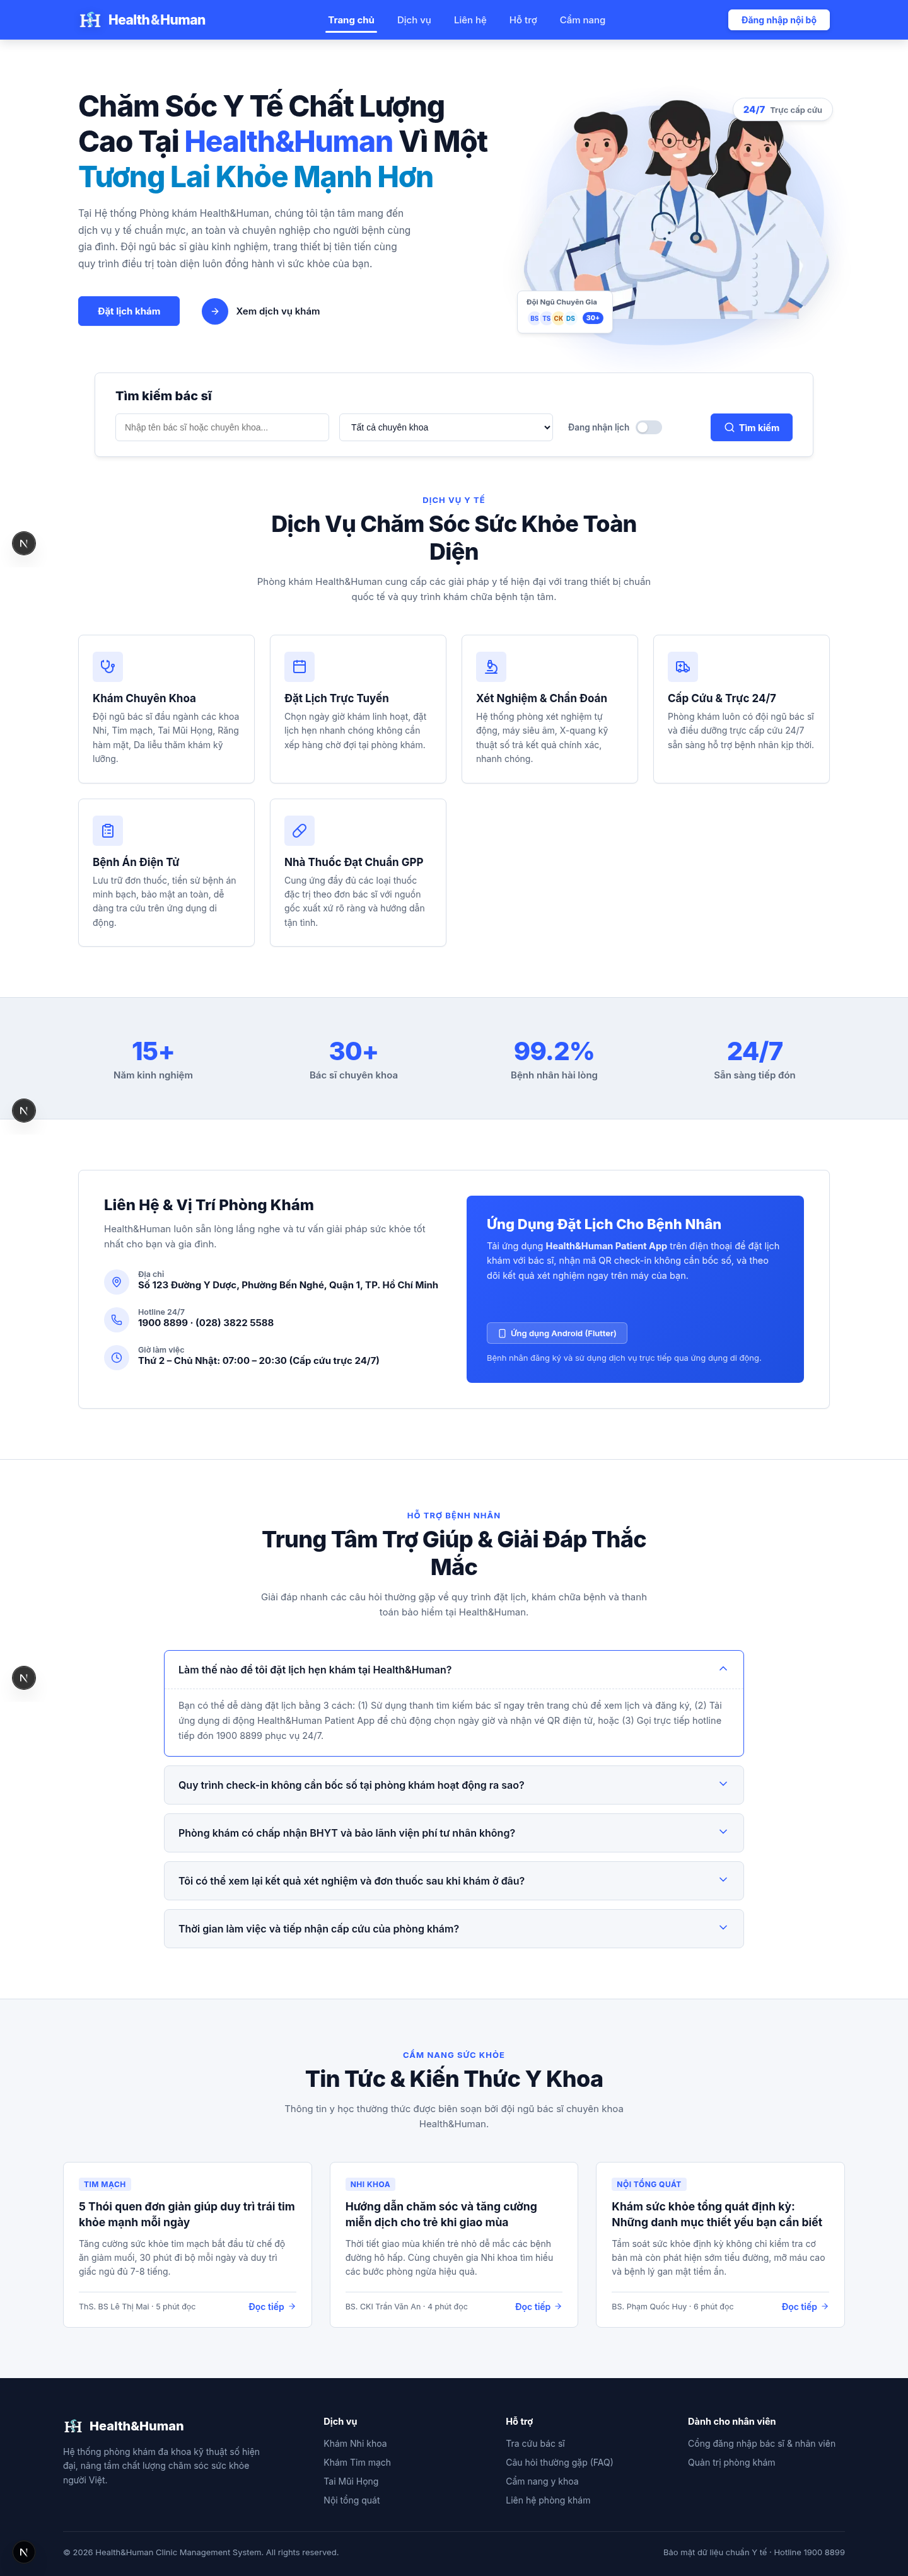 Health&Human
Trang chủ
Dịch vụ
Liên hệ
Hỗ trợ
Cẩm nang
Đăng nhập nội bộ
Chăm Sóc Y Tế Chất Lượng
Cao Tại Health&Human Vì Một
Tương Lai Khỏe Mạnh Hơn
Tại Hệ thống Phòng khám Health&Human, chúng tôi tận tâm mang đến
dịch vụ y tế chuẩn mực, an toàn và chuyên nghiệp cho người bệnh cùng
gia đình. Đội ngũ bác sĩ giàu kinh nghiệm, trang thiết bị tiên tiến cùng
quy trình điều trị toàn diện luôn đồng hành vì sức khỏe của bạn.
Đặt lịch khám
Xem dịch vụ khám
24/7 Trực cấp cứu
Đội Ngũ Chuyên Gia
BS TS CK DS 30+
Tìm kiếm bác sĩ
Nhập tên bác sĩ hoặc chuyên khoa...
Tất cả chuyên khoa
Đang nhận lịch
Tìm kiếm
DỊCH VỤ Y TẾ
Dịch Vụ Chăm Sóc Sức Khỏe Toàn
Diện
Phòng khám Health&Human cung cấp các giải pháp y tế hiện đại với trang thiết bị chuẩn
quốc tế và quy trình khám chữa bệnh tận tâm.
Khám Chuyên Khoa
Đội ngũ bác sĩ đầu ngành các khoa
Nhi, Tim mạch, Tai Mũi Họng, Răng
hàm mặt, Da liễu thăm khám kỹ
lưỡng.
Đặt Lịch Trực Tuyến
Chọn ngày giờ khám linh hoạt, đặt
lịch hẹn nhanh chóng không cần
xếp hàng chờ đợi tại phòng khám.
Xét Nghiệm & Chẩn Đoán
Hệ thống phòng xét nghiệm tự
động, máy siêu âm, X-quang kỹ
thuật số trả kết quả chính xác,
nhanh chóng.
Cấp Cứu & Trực 24/7
Phòng khám luôn có đội ngũ bác sĩ
và điều dưỡng trực cấp cứu 24/7
sẵn sàng hỗ trợ bệnh nhân kịp thời.
Bệnh Án Điện Tử
Lưu trữ đơn thuốc, tiền sử bệnh án
minh bạch, bảo mật an toàn, dễ
dàng tra cứu trên ứng dụng di
động.
Nhà Thuốc Đạt Chuẩn GPP
Cung ứng đầy đủ các loại thuốc
đặc trị theo đơn bác sĩ với nguồn
gốc xuất xứ rõ ràng và hướng dẫn
tận tình.
15+
Năm kinh nghiệm
30+
Bác sĩ chuyên khoa
99.2%
Bệnh nhân hài lòng
24/7
Sẵn sàng tiếp đón
Liên Hệ & Vị Trí Phòng Khám
Health&Human luôn sẵn lòng lắng nghe và tư vấn giải pháp sức khỏe tốt
nhất cho bạn và gia đình.
Địa chỉ
Số 123 Đường Y Dược, Phường Bến Nghé, Quận 1, TP. Hồ Chí Minh
Hotline 24/7
1900 8899 · (028) 3822 5588
Giờ làm việc
Thứ 2 – Chủ Nhật: 07:00 – 20:30 (Cấp cứu trực 24/7)
Ứng Dụng Đặt Lịch Cho Bệnh Nhân
Tải ứng dụng Health&Human Patient App trên điện thoại để đặt lịch
khám với bác sĩ, nhận mã QR check-in không cần bốc số, và theo
dõi kết quả xét nghiệm ngay trên máy của bạn.
Ứng dụng Android (Flutter)
Bệnh nhân đăng ký và sử dụng dịch vụ trực tiếp qua ứng dụng di động.
HỖ TRỢ BỆNH NHÂN
Trung Tâm Trợ Giúp & Giải Đáp Thắc
Mắc
Giải đáp nhanh các câu hỏi thường gặp về quy trình đặt lịch, khám chữa bệnh và thanh
toán bảo hiểm tại Health&Human.
Làm thế nào để tôi đặt lịch hẹn khám tại Health&Human?
Bạn có thể dễ dàng đặt lịch bằng 3 cách: (1) Sử dụng thanh tìm kiếm bác sĩ ngay trên trang chủ để xem lịch và đăng ký, (2) Tải
ứng dụng di động Health&Human Patient App để chủ động chọn ngày giờ và nhận vé QR điện tử, hoặc (3) Gọi trực tiếp hotline
tiếp đón 1900 8899 phục vụ 24/7.
Quy trình check-in không cần bốc số tại phòng khám hoạt động ra sao?
Phòng khám có chấp nhận BHYT và bảo lãnh viện phí tư nhân không?
Tôi có thể xem lại kết quả xét nghiệm và đơn thuốc sau khi khám ở đâu?
Thời gian làm việc và tiếp nhận cấp cứu của phòng khám?
CẨM NANG SỨC KHỎE
Tin Tức & Kiến Thức Y Khoa
Thông tin y học thường thức được biên soạn bởi đội ngũ bác sĩ chuyên khoa
Health&Human.
TIM MẠCH
5 Thói quen đơn giản giúp duy trì trái tim
khỏe mạnh mỗi ngày
Tăng cường sức khỏe tim mạch bắt đầu từ chế độ
ăn giảm muối, 30 phút đi bộ mỗi ngày và duy trì
giấc ngủ đủ 7-8 tiếng.
ThS. BS Lê Thị Mai · 5 phút đọc
Đọc tiếp
NHI KHOA
Hướng dẫn chăm sóc và tăng cường
miễn dịch cho trẻ khi giao mùa
Thời tiết giao mùa khiến trẻ nhỏ dễ mắc các bệnh
đường hô hấp. Cùng chuyên gia Nhi khoa tìm hiểu
các bước phòng ngừa hiệu quả.
BS. CKI Trần Văn An · 4 phút đọc
Đọc tiếp
NỘI TỔNG QUÁT
Khám sức khỏe tổng quát định kỳ:
Những danh mục thiết yếu bạn cần biết
Tầm soát sức khỏe định kỳ không chỉ kiểm tra cơ
bản mà còn phát hiện sớm tiểu đường, mỡ máu cao
và bệnh lý gan mật tiềm ẩn.
BS. Phạm Quốc Huy · 6 phút đọc
Đọc tiếp
Health&Human
Hệ thống phòng khám đa khoa kỹ thuật số hiện
đại, nâng tầm chất lượng chăm sóc sức khỏe
người Việt.
Dịch vụ
Khám Nhi khoa
Khám Tim mạch
Tai Mũi Họng
Nội tổng quát
Hỗ trợ
Tra cứu bác sĩ
Câu hỏi thường gặp (FAQ)
Cẩm nang y khoa
Liên hệ phòng khám
Dành cho nhân viên
Cổng đăng nhập bác sĩ & nhân viên
Quản trị phòng khám
© 2026 Health&Human Clinic Management System. All rights reserved.
Bảo mật dữ liệu chuẩn Y tế · Hotline 1900 8899